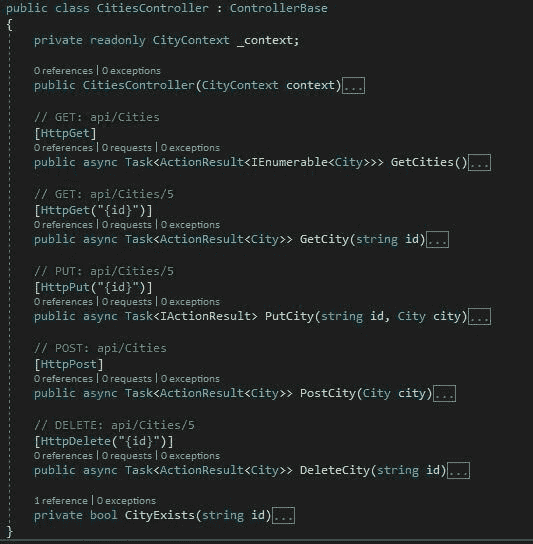 public class CitiesController : ControllerBase
{
private readonly CityContext _context;
0 references | 0 exceptions
public CitiesController(CityContext context)...
// GET: api/Cities
[HttpGet]
0 references | 0 requests | 0 exceptions
public async Task<ActionResult<IEnumerable<City>>> GetCities()...
// GET: api/Cities/5
[HttpGet("{id}")]
0 references | 0 requests | 0 exceptions
public async Task<ActionResult<City>> GetCity(string id)...
// PUT: api/Cities/5
[HttpPut("{id}")]
0 references | 0 requests | 0 exceptions
public async Task<IActionResult> PutCity(string id, City city)...
// POST: api/Cities
[HttpPost]
0 references | 0 requests | 0 exceptions
public async Task<ActionResult<City>> PostCity(City city)...
// DELETE: api/Cities/5
[HttpDelete("{id}")]
0 references | 0 requests | 0 exceptions
public async Task<ActionResult<City>> DeleteCity(string id)...
1 reference | 0 exceptions
private bool CityExists(string id)...
}